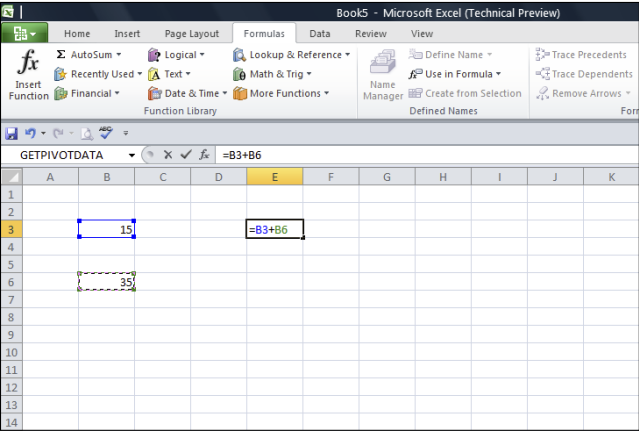 Book5 - Microsoft Excel (Technical Preview)
Home Insert Page Layout Formulas Data Review View
fx Σ AutoSum Logical Lookup & Reference Define Name Trace Precedents
Recently Used A Text Math & Trig Name fx Use in Formula Trace Dependents
Insert Function Financial Date & Time More Functions Manager Create from Selection Remove Arrows
Function Library Defined Names
GETPIVOTDATA fx =B3+B6
A B C D E F G H I J K
1
2
3 15 =B3+B6
4
5
6 35
7
8
9
10
11
12
13
14